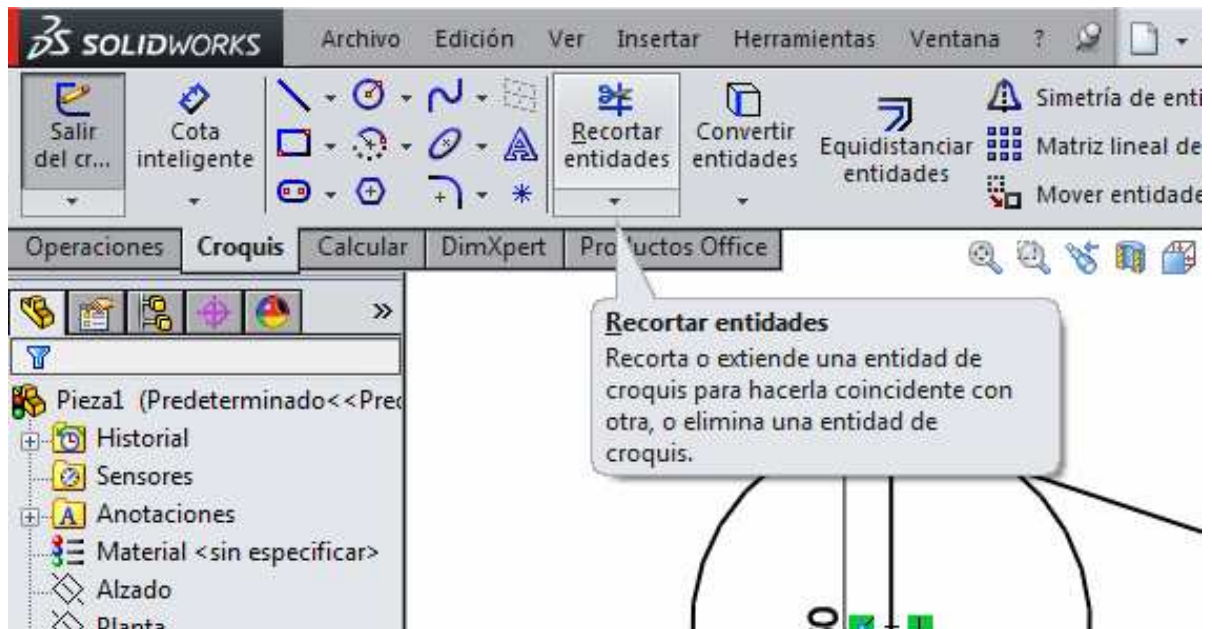 SOLIDWORKS Archivo Edición Ver Insertar Herramientas Ventana ?
Salir
del cr...
Cota
inteligente
Recortar
entidades
Convertir
entidades
Equidistanciar
entidades
Simetría de enti
Matriz lineal de
Mover entidade
Operaciones Croquis Calcular DimXpert Productos Office
»
Recortar entidades
Recorta o extiende una entidad de
croquis para hacerla coincidente con
otra, o elimina una entidad de
croquis.
Pieza1 (Predeterminado<<Pred
Historial
Sensores
Anotaciones
Material <sin especificar>
Alzado
Planta